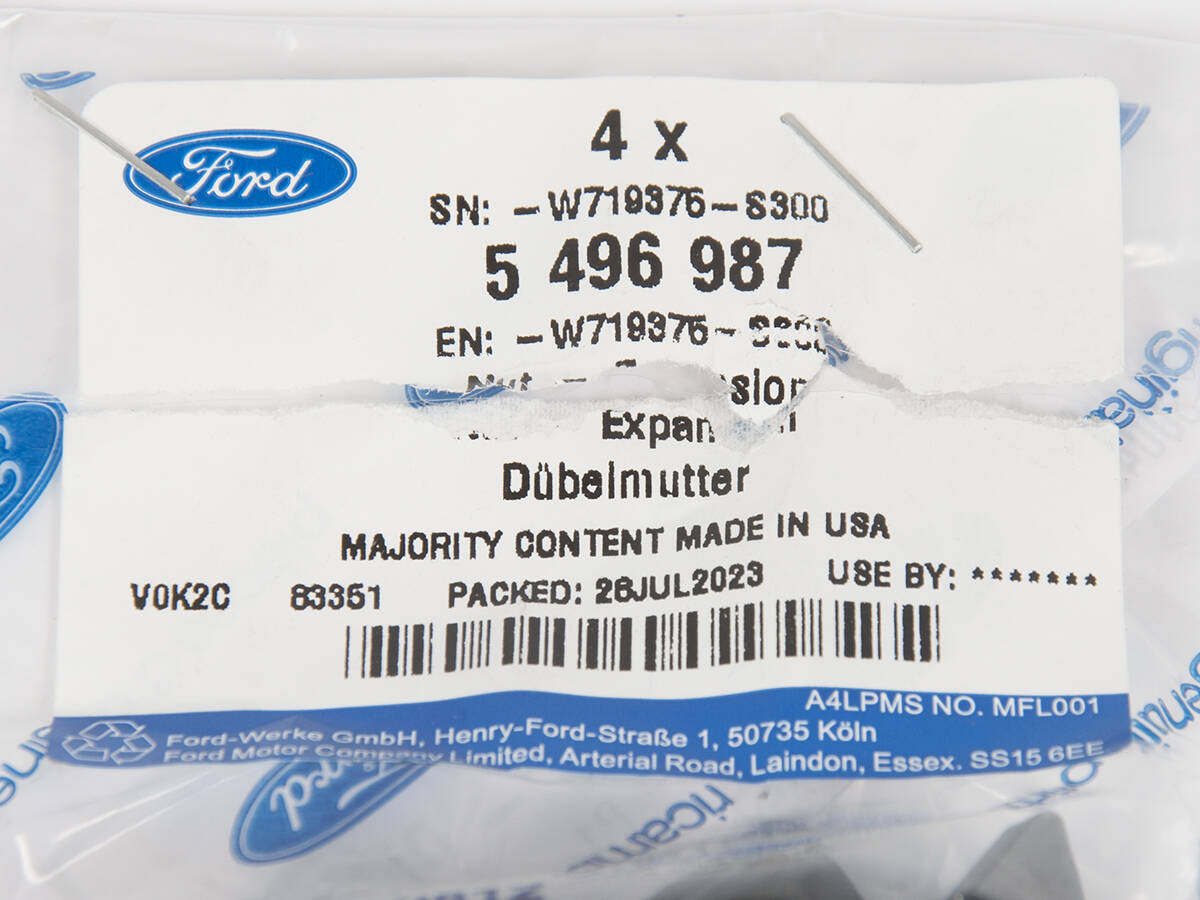 Ford
4 x
SN: -W719376-S300
5 496 987
EN: -W719376-
Dübelmutter
MAJORITY CONTENT MADE IN USA
V0K2C 83351 PACKED: 26JUL2023 USE BY: *******
A4LPMS NO. MFL001
Ford-Werke GmbH, Henry-Ford-Straße 1, 50735 Köln
Ford Motor Company Limited, Arterial Road, Laindon, Essex. SS15 6EE
Ford